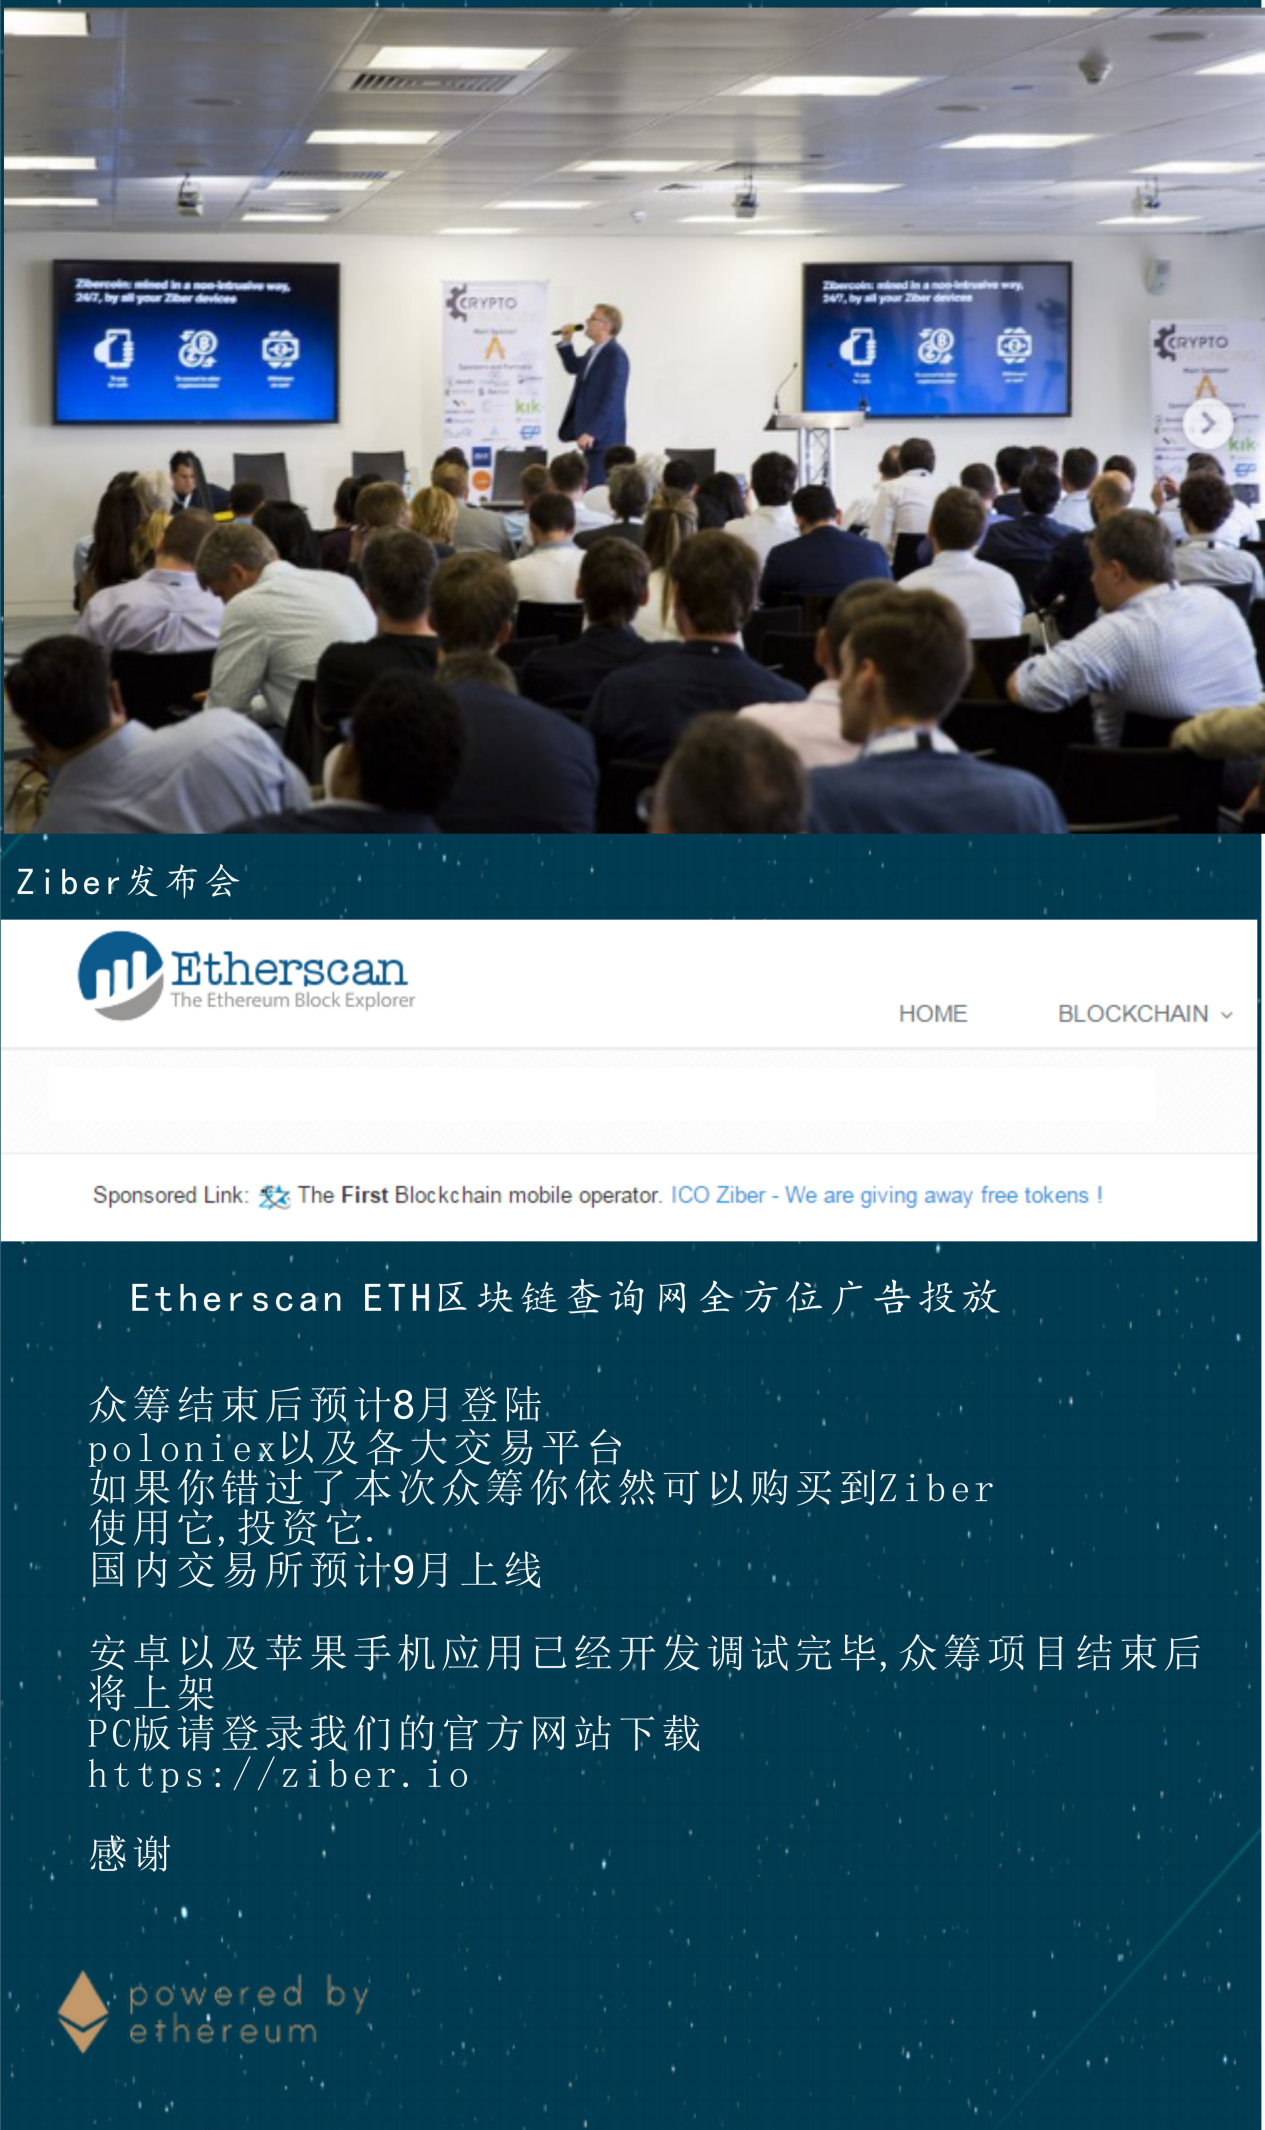 Zibercoin: mined in a non-intrusive way,
24/7, by all your Ziber devices
CRYPTO
FINANCING
Main Sponsor
Sponsors and Partners
kik
Zibercoin: mined in a non-intrusive way,
24/7, by all your Ziber devices
CRYPTO
FINANCING
Main Sponsor
kik
Ziber发布会
Etherscan
The Ethereum Block Explorer
HOME BLOCKCHAIN
Sponsored Link: The First Blockchain mobile operator. ICO Ziber - We are giving away free tokens !
Etherscan ETH区块链查询网全方位广告投放
众筹结束后预计8月登陆
poloniex以及各大交易平台
如果你错过了本次众筹你依然可以购买到Ziber
使用它,投资它.
国内交易所预计9月上线
安卓以及苹果手机应用已经开发调试完毕,众筹项目结束后
将上架
PC版请登录我们的官方网站下载
https://ziber.io
感谢
powered by
ethereum